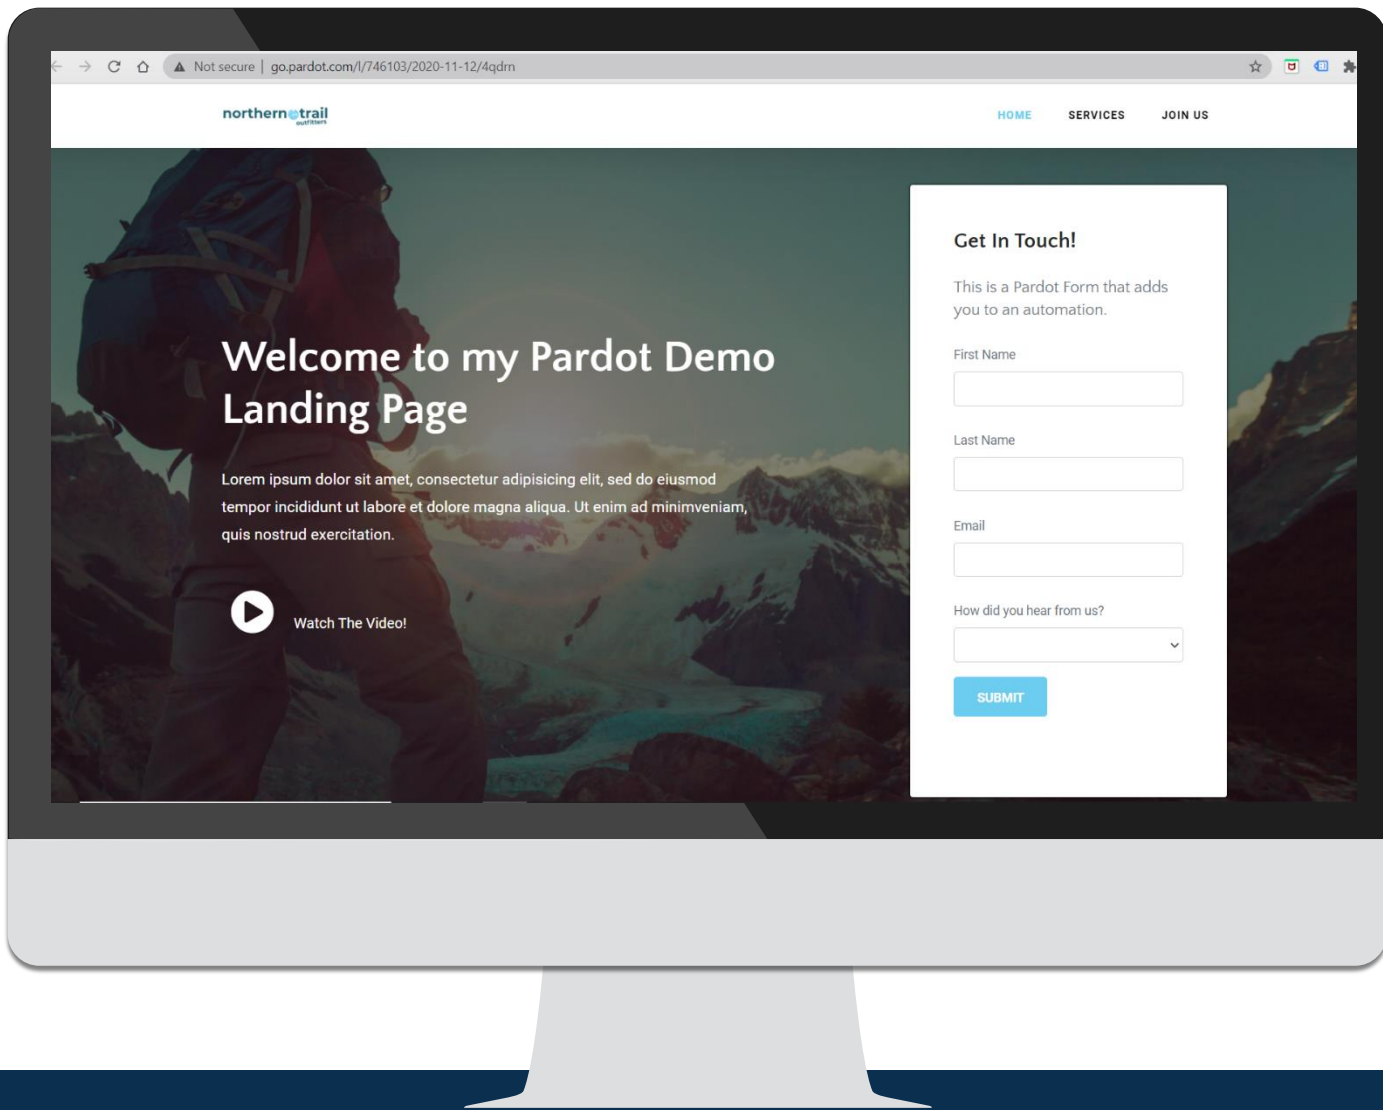 Not secure | go.pardot.com/l/746103/2020-11-12/4qdrn
northern trail
outfitters
HOME SERVICES JOIN US
Welcome to my Pardot Demo
Landing Page
Lorem ipsum dolor sit amet, consectetur adipisicing elit, sed do eiusmod
tempor incididunt ut labore et dolore magna aliqua. Ut enim ad minimveniam,
quis nostrud exercitation.
Watch The Video!
Get In Touch!
This is a Pardot Form that adds
you to an automation.
First Name
Last Name
Email
How did you hear from us?
SUBMIT